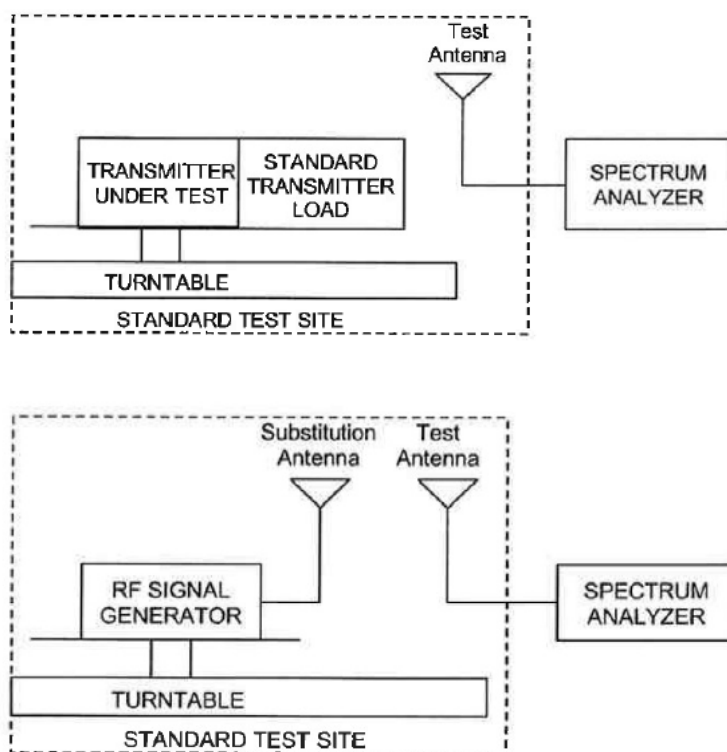 Test
Antenna
TRANSMITTER
UNDER TEST
STANDARD
TRANSMITTER
LOAD
SPECTRUM
ANALYZER
TURNTABLE
STANDARD TEST SITE
Substitution
Antenna
Test
Antenna
RF SIGNAL
GENERATOR
SPECTRUM
ANALYZER
TURNTABLE
STANDARD TEST SITE